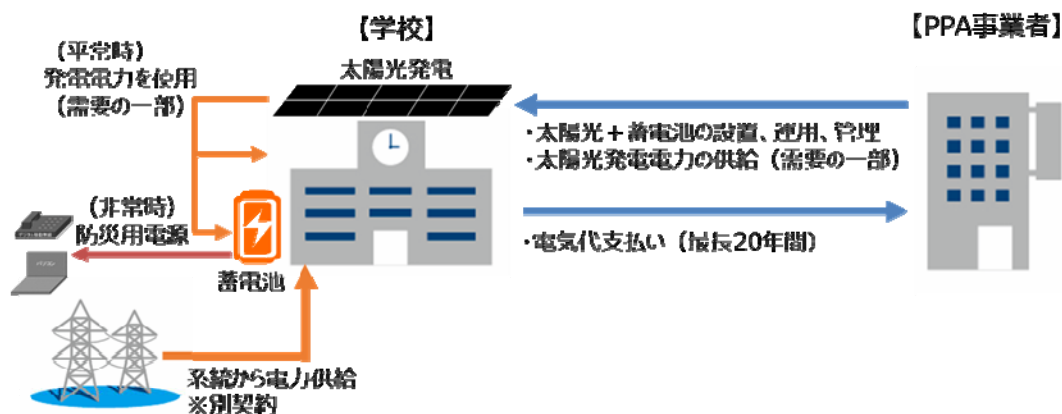 【学校】
【PPA事業者】
(平常時)
発電電力を使用
(需要の一部)
太陽光発電
・太陽光+蓄電池の設置、運用、管理
・太陽光発電電力の供給(需要の一部)
(非常時)
防災用電源
・電気代支払い(最長20年間)
蓄電池
系統から電力供給
※別契約